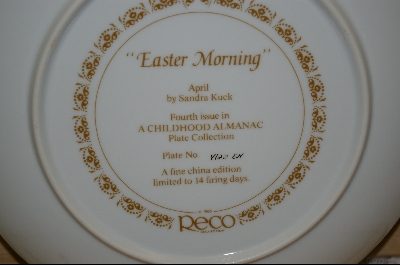 "Easter Morning"
April
by Sandra Kuck
Fourth issue in
A CHILDHOOD ALMANAC
Plate Collection
Plate No.
A fine china edition
limited to 14 firing days.
Reco